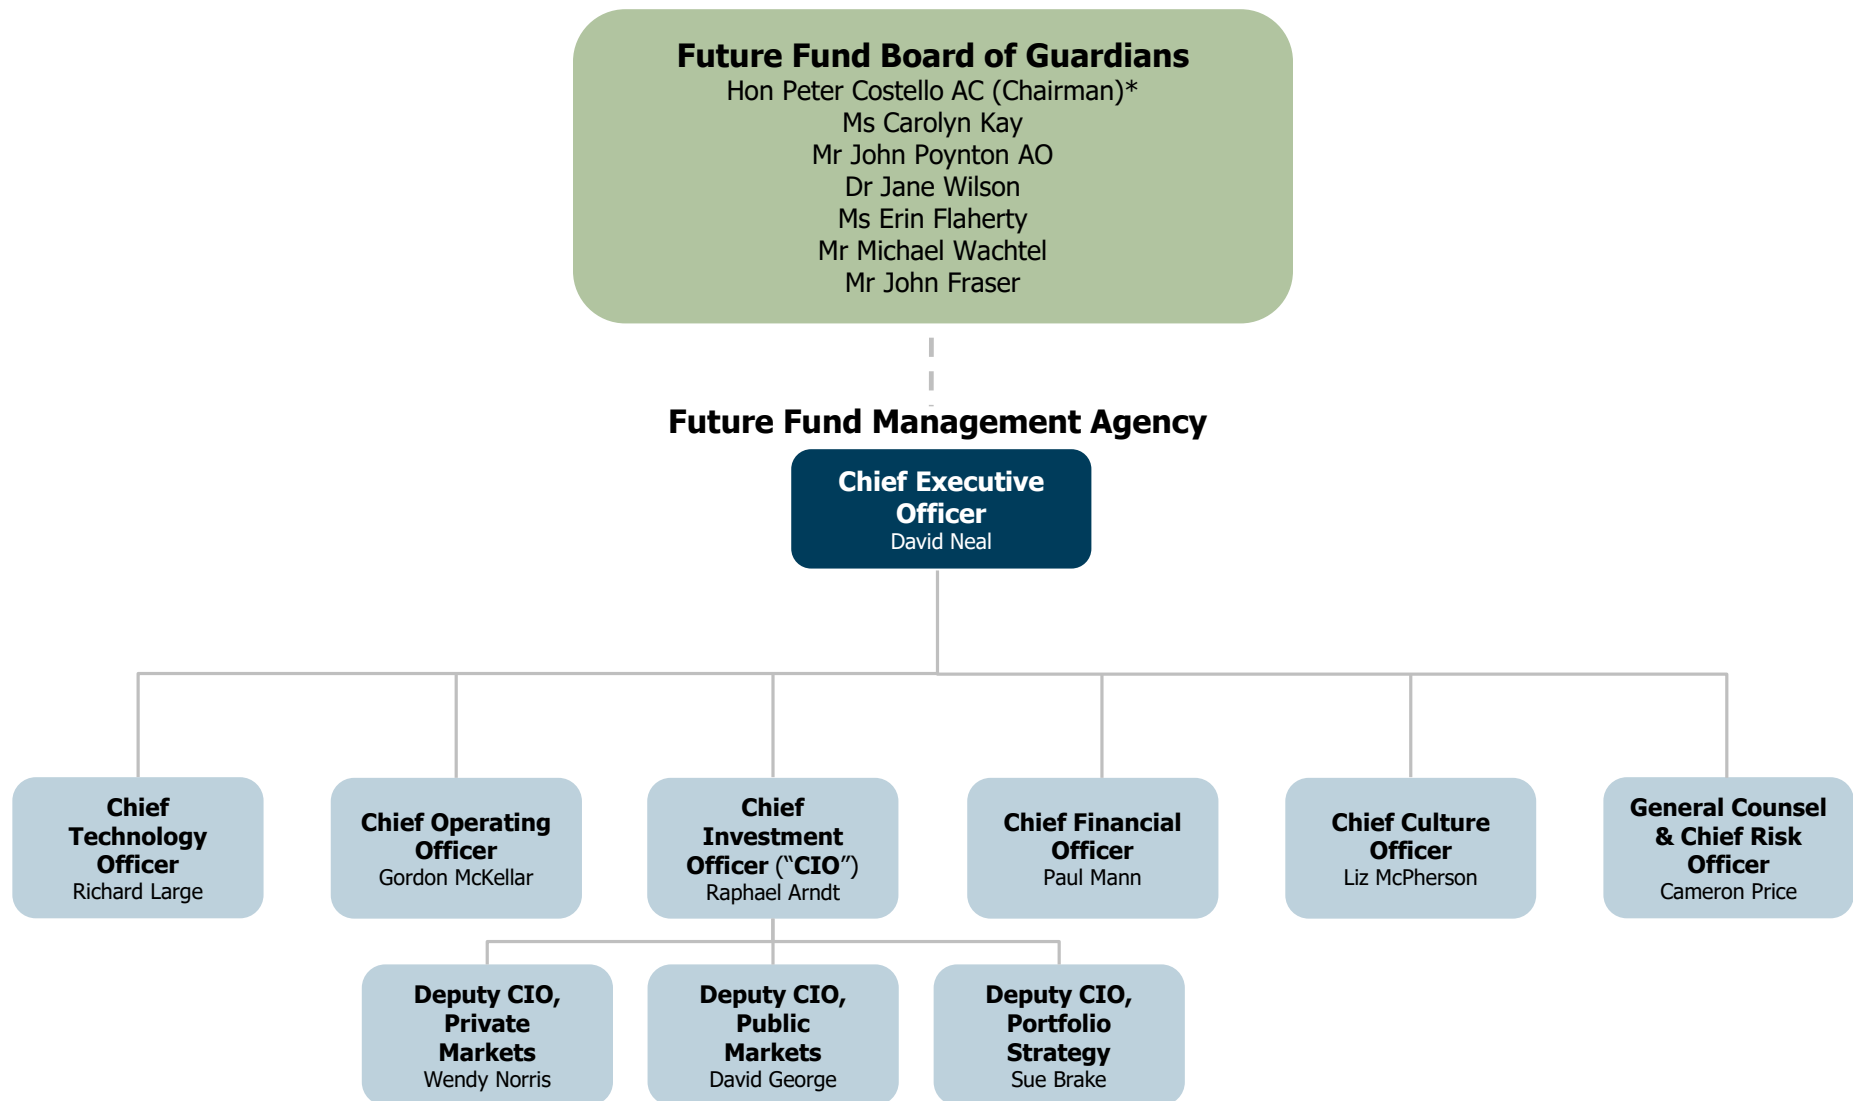 Future Fund Board of Guardians
Hon Peter Costello AC (Chairman)*
Ms Carolyn Kay
Mr John Poynton AO
Dr Jane Wilson
Ms Erin Flaherty
Mr Michael Wachtel
Mr John Fraser
Future Fund Management Agency
Chief Executive
Officer
David Neal
Chief
Technology
Officer
Richard Large
Chief Operating
Officer
Gordon McKellar
Chief
Investment
Officer (“CIO”)
Raphael Arndt
Chief Financial
Officer
Paul Mann
Chief Culture
Officer
Liz McPherson
General Counsel
& Chief Risk
Officer
Cameron Price
Deputy CIO,
Private
Markets
Wendy Norris
Deputy CIO,
Public
Markets
David George
Deputy CIO,
Portfolio
Strategy
Sue Brake